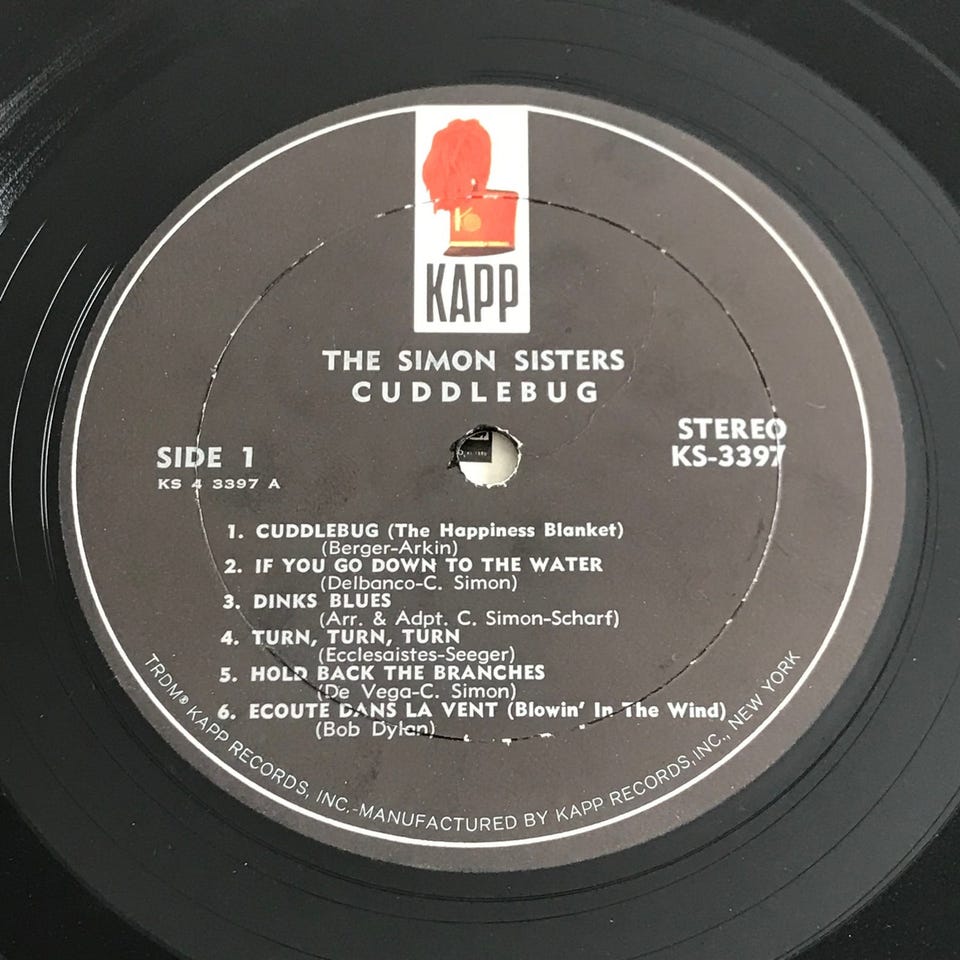 KAPP
THE SIMON SISTERS
CUDDLEBUG
STEREO
KS-3397
SIDE 1
KS 4 3397 A
1. CUDDLEBUG (The Happiness Blanket)
(Berger-Arkin)
2. IF YOU GO DOWN TO THE WATER
(Delbanco-C. Simon)
3. DINKS BLUES
(Arr. & Adpt. C. Simon-Scharf)
4. TURN, TURN, TURN
(Ecclesaistes-Seeger)
5. HOLD BACK THE BRANCHES
(De Vega-C. Simon)
6. ECOUTE DANS LA VENT (Blowin' In The Wind)
(Bob Dylan)
TRDM® KAPP RECORDS, INC.-MANUFACTURED BY KAPP RECORDS, INC., NEW YORK